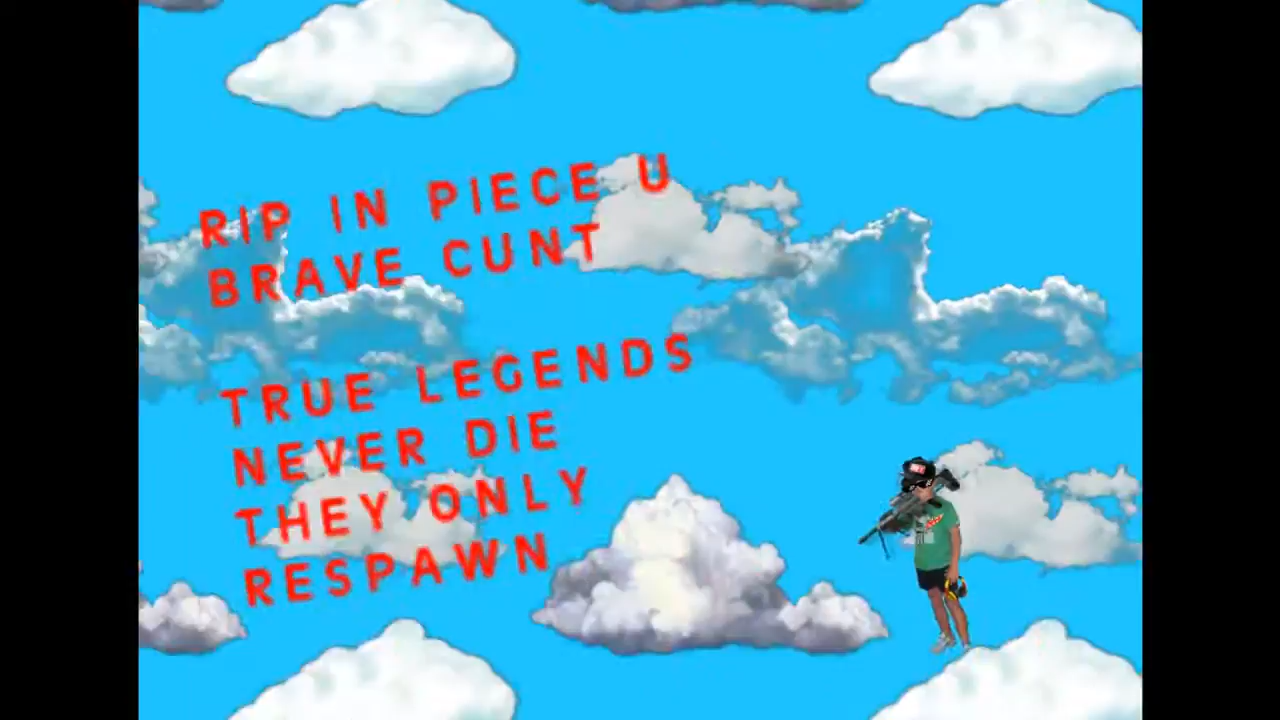 RIP IN PIECE U
BRAVE CUNT
TRUE LEGENDS
NEVER DIE
THEY ONLY
RESPAWN